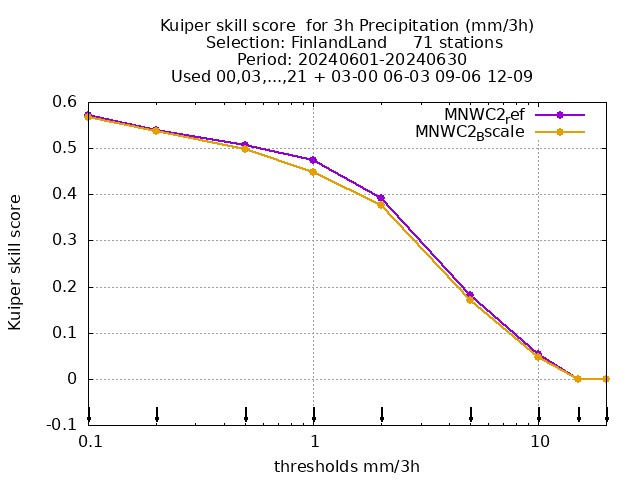 Kuiper skill score  for 3h Precipitation (mm/3h)
Selection: FinlandLand     71 stations
Period: 20240601-20240630
Used 00,03,...,21 + 03-00 06-03 09-06 12-09
MNWC2ref
MNWC2Bscale
0.6
0.5
0.4
0.3
0.2
0.1
0
-0.1
Kuiper skill score
0.1 1 10
thresholds mm/3h